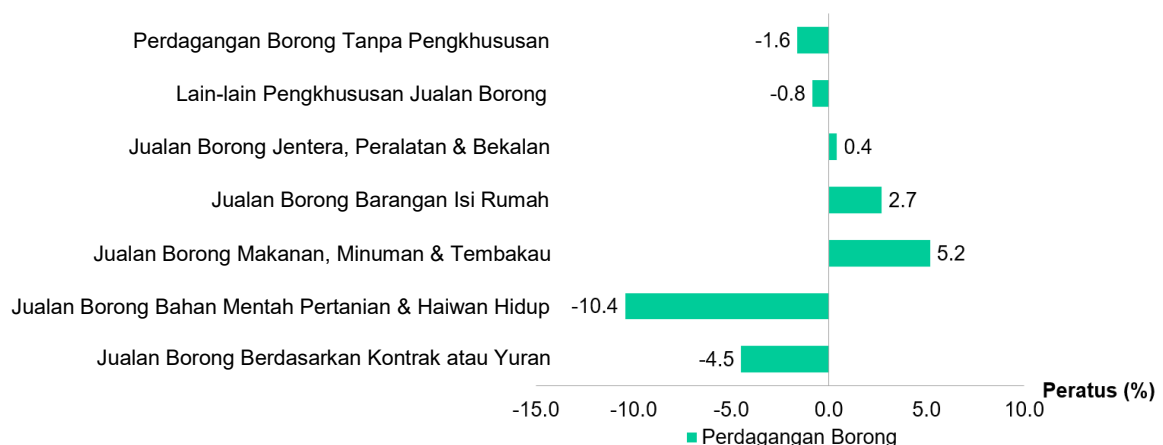 Perdagangan Borong Tanpa Pengkhususan -1.6
Lain-lain Pengkhususan Jualan Borong -0.8
Jualan Borong Jentera, Peralatan & Bekalan 0.4
Jualan Borong Barangan Isi Rumah 2.7
Jualan Borong Makanan, Minuman & Tembakau 5.2
Jualan Borong Bahan Mentah Pertanian & Haiwan Hidup -10.4
Jualan Borong Berdasarkan Kontrak atau Yuran -4.5
Peratus (%)
-15.0 -10.0 -5.0 0.0 5.0 10.0
Perdagangan Borong